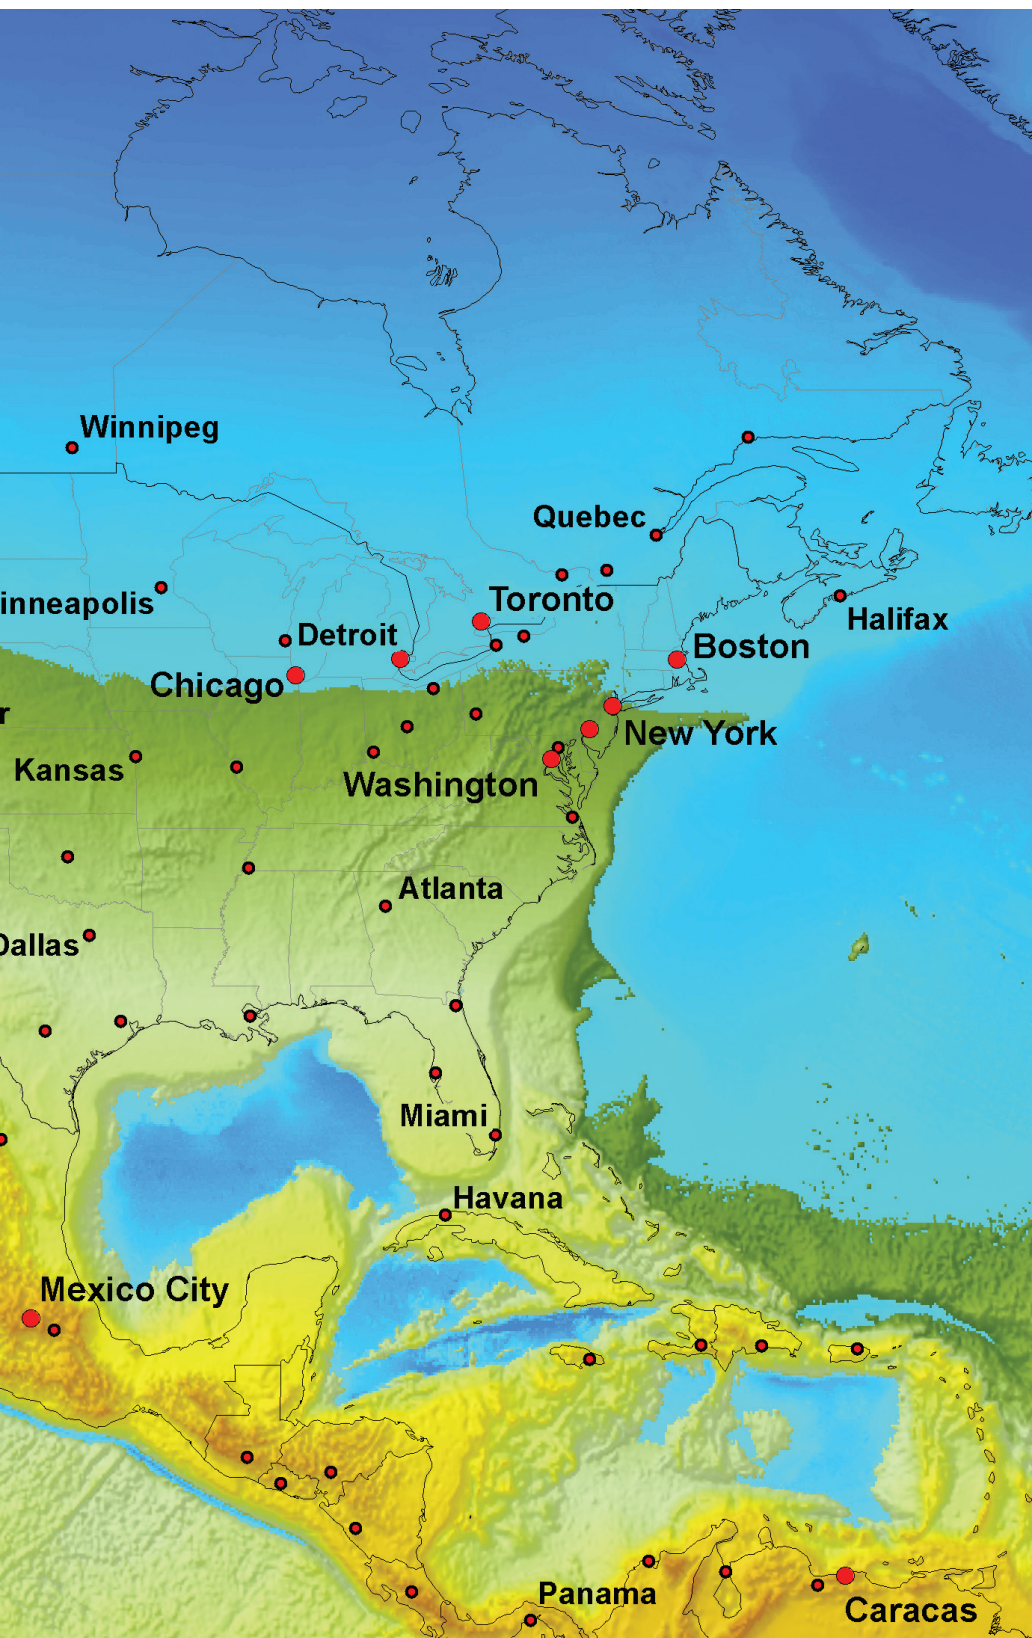 Winnipeg
Quebec
inneapolis
Toronto
Halifax
Detroit
Boston
Chicago
r
New York
Kansas
Washington
Atlanta
Dallas
Miami
Havana
Mexico City
Panama
Caracas